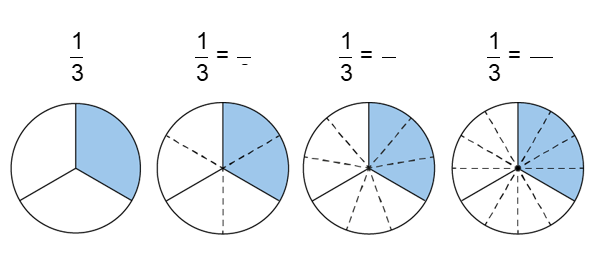 1/3 1/3 = _ 1/3 = _ 1/3 = _